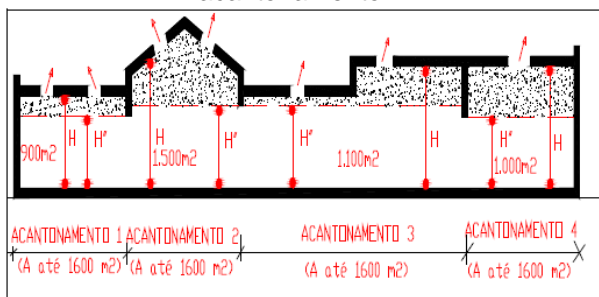 acantonamento
H
H'
H
H'
H'
H
H'
H
900m2
1.500m2
1.100m2
1.000m2
ACANTONAMENTO 1
(A até 1600 m2)
ACANTONAMENTO 2
(A até 1600 m2)
ACANTONAMENTO 3
(A até 1600 m2)
ACANTONAMENTO 4
(A até 1600 m2)